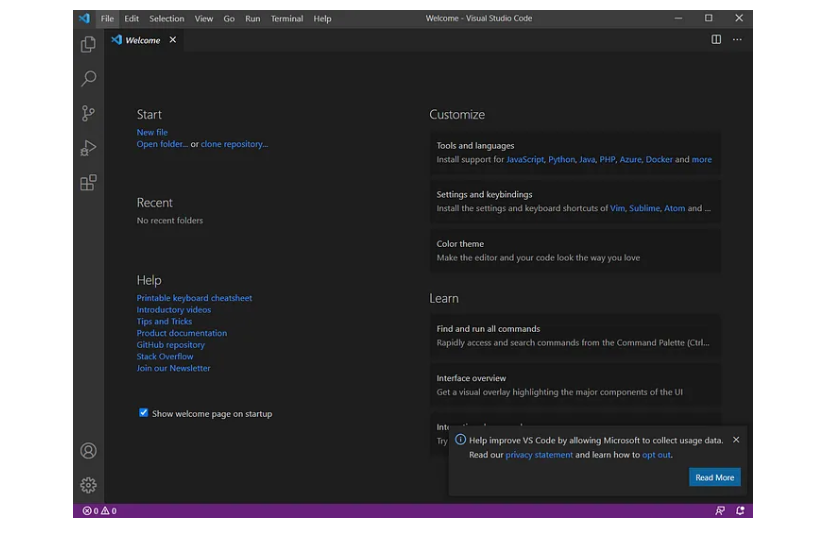 File Edit Selection View Go Run Terminal Help Welcome - Visual Studio Code
Welcome
Start
New file
Open folder... or clone repository...
Recent
No recent folders
Help
Printable keyboard cheatsheet
Introductory videos
Tips and Tricks
Product documentation
GitHub repository
Stack Overflow
Join our Newsletter
Show welcome page on startup
Customize
Tools and languages
Install support for JavaScript, Python, Java, PHP, Azure, Docker and more
Settings and keybindings
Install the settings and keyboard shortcuts of Vim, Sublime, Atom and ...
Color theme
Make the editor and your code look the way you love
Learn
Find and run all commands
Rapidly access and search commands from the Command Palette (Ctrl...
Interface overview
Get a visual overlay highlighting the major components of the UI
Try
Help improve VS Code by allowing Microsoft to collect usage data.
Read our privacy statement and learn how to opt out.
Read More
0 0